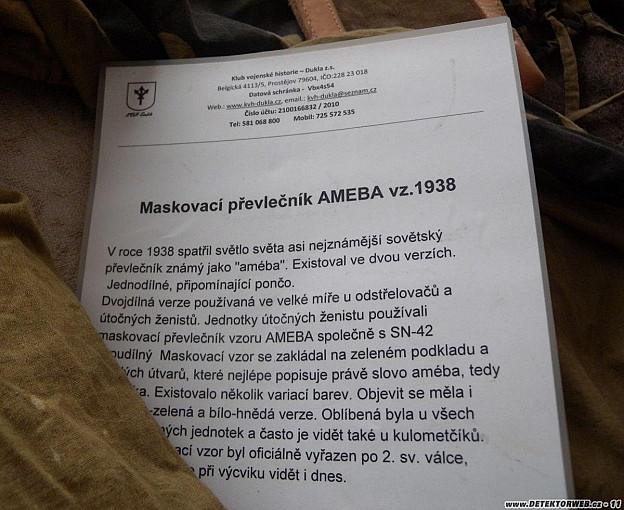 Klub vojenské historie – Dukla z.s.
Belgická 4113/5, Prostějov 79604, IČO:228 23 018
Datová schránka - Vbx4s54
Web.: www.kvh-dukla.cz, email.: kvh-dukla@seznam.cz
Číslo účtu: 2100166832 / 2010
Tel: 581 068 800 Mobil: 725 572 535
Maskovací převlečník AMEBA vz.1938
V roce 1938 spatřil světlo světa asi nejznámější sovětský
převlečník známý jako "améba". Existoval ve dvou verzích.
Jednodílné, připomínající pončo.
Dvojdílná verze používaná ve velké míře u odstřelovačů a
útočných ženistů. Jednotky útočných ženistu používali
maskovací převlečník vzoru AMEBA společně s SN-42
Maskovací vzor se zakládal na zeleném podkladu a
útvarů, které nejlépe popisuje právě slovo améba, tedy
Existovalo několik variací barev. Objevit se měla i
-zelená a bílo-hnědá verze. Oblíbená byla u všech
jednotek a často je vidět také u kulometčíků.
vzor byl oficiálně vyřazen po 2. sv. válce,
při výcviku vidět i dnes.
www.DETEKTORWEB.cz - 11